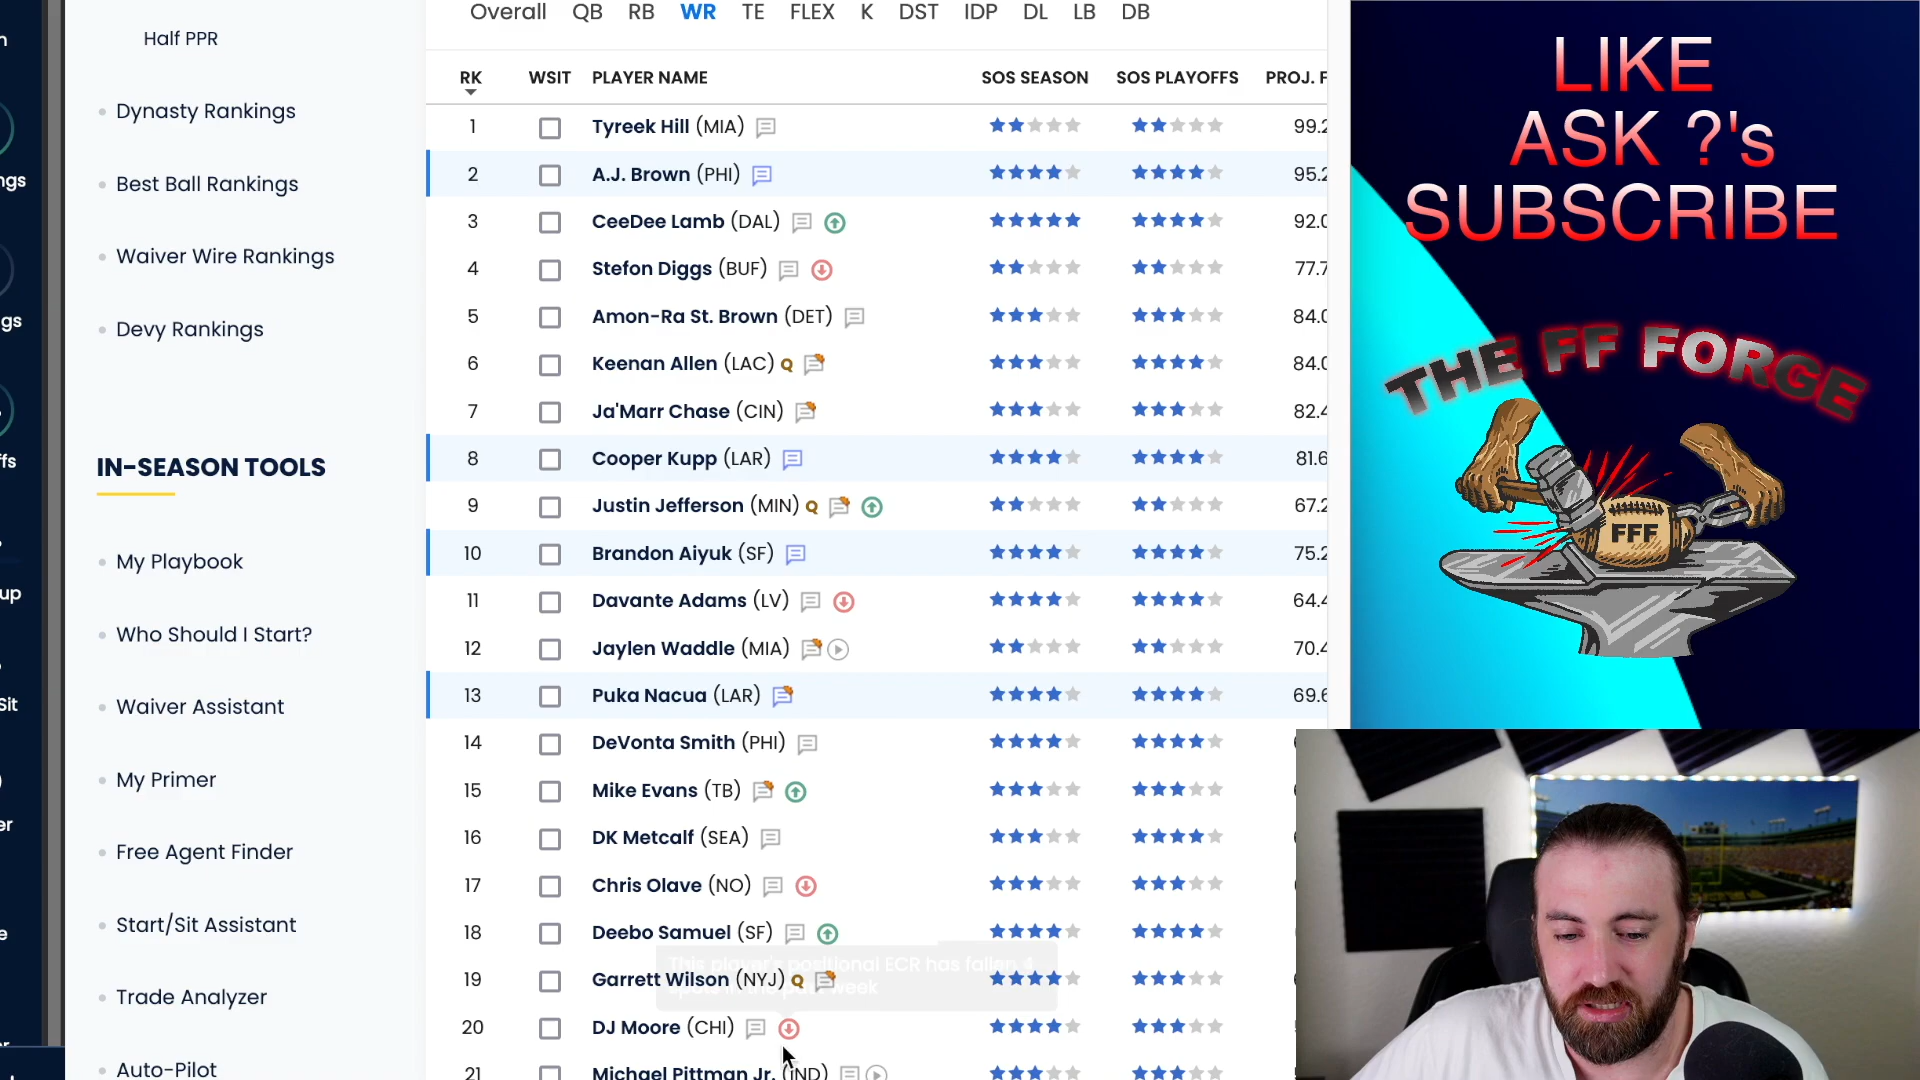 Overall QB RB WR TE FLEX K DST IDP DL LB DB
Half PPR
Dynasty Rankings
Best Ball Rankings
Waiver Wire Rankings
Devy Rankings
IN-SEASON TOOLS
My Playbook
Who Should I Start?
Waiver Assistant
My Primer
Free Agent Finder
Start/Sit Assistant
Trade Analyzer
Auto-Pilot
RK WSIT PLAYER NAME SOS SEASON SOS PLAYOFFS PROJ. F
1 Tyreek Hill (MIA) 99.2
2 A.J. Brown (PHI) 95.2
3 CeeDee Lamb (DAL) 92.0
4 Stefon Diggs (BUF) 77.7
5 Amon-Ra St. Brown (DET) 84.0
6 Keenan Allen (LAC) Q 84.0
7 Ja'Marr Chase (CIN) 82.4
8 Cooper Kupp (LAR) 81.6
9 Justin Jefferson (MIN) Q 67.2
10 Brandon Aiyuk (SF) 75.2
11 Davante Adams (LV) 64.4
12 Jaylen Waddle (MIA) 70.4
13 Puka Nacua (LAR) 69.6
14 DeVonta Smith (PHI)
15 Mike Evans (TB)
16 DK Metcalf (SEA)
17 Chris Olave (NO)
18 Deebo Samuel (SF)
This player's positional ECR has fallen 4
19 Garrett Wilson (NYJ) Q
week
20 DJ Moore (CHI)
21 Michael Pittman Jr. (IND)
LIKE
ASK ?'s
SUBSCRIBE
THE FF FORGE
FFF